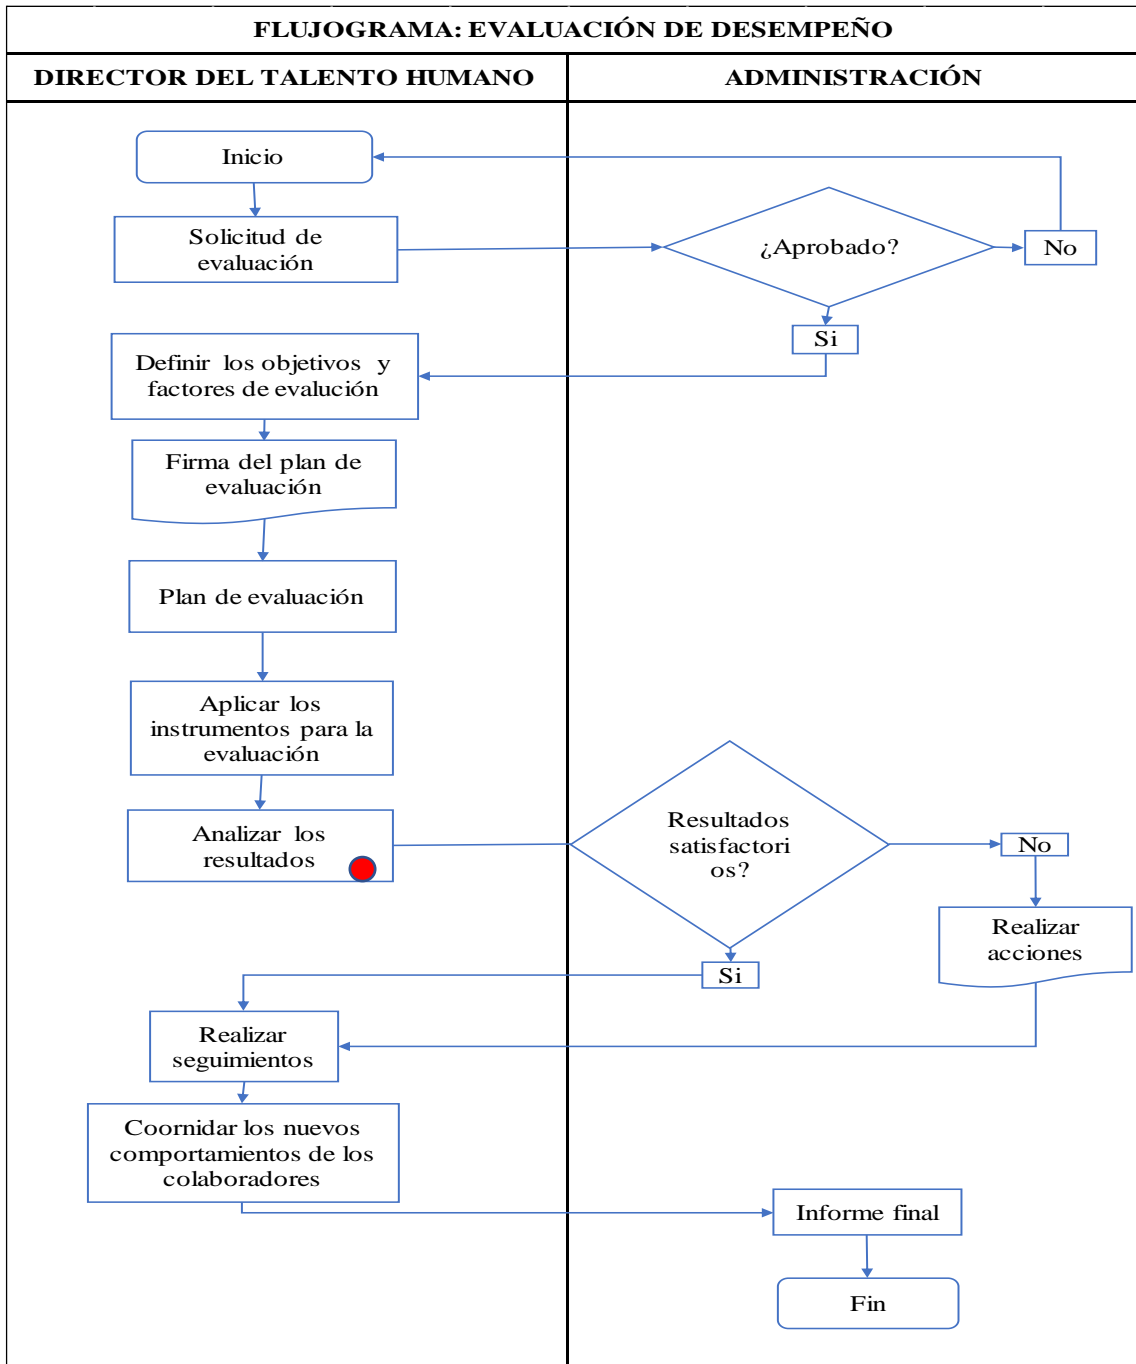 FLUJOGRAMA: EVALUACIÓN DE DESEMPEÑO
DIRECTOR DEL TALENTO HUMANO
ADMINISTRACIÓN
Inicio
Solicitud de
evaluación
¿Aprobado?
No
Si
Definir los objetivos y
factores de evalución
Firma del plan de
evaluación
Plan de evaluación
Aplicar los
instrumentos para la
evaluación
Analizar los
resultados
Resultados
satisfactori
os?
No
Realizar
acciones
Si
Realizar
seguimientos
Coornidar los nuevos
comportamientos de los
colaboradores
Informe final
Fin